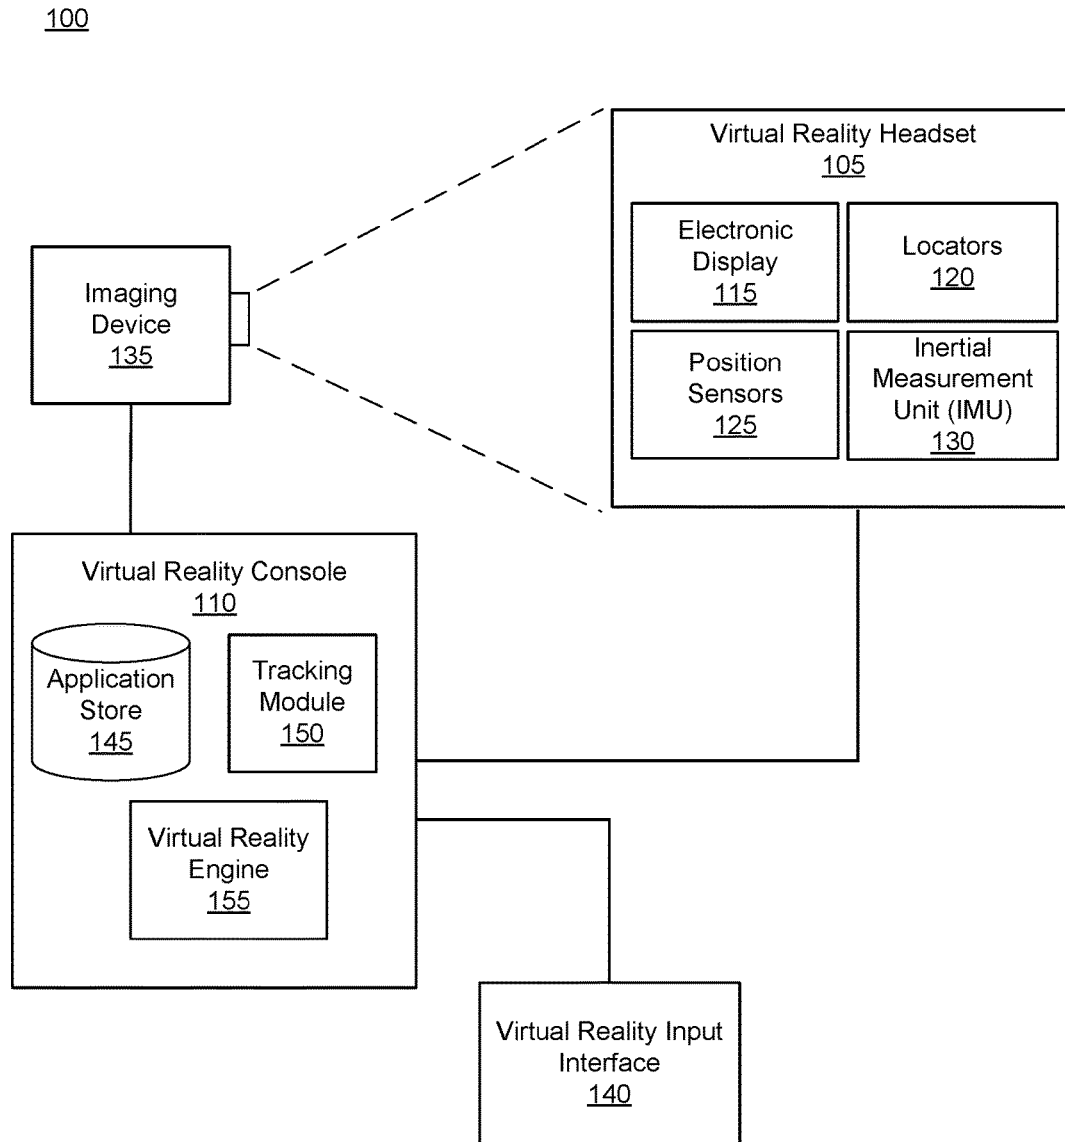 100
Virtual Reality Headset
105
Electronic
Display
115
Locators
120
Position
Sensors
125
Inertial
Measurement
Unit (IMU)
130
Imaging
Device
135
Virtual Reality Console
110
Application
Store
145
Tracking
Module
150
Virtual Reality
Engine
155
Virtual Reality Input
Interface
140